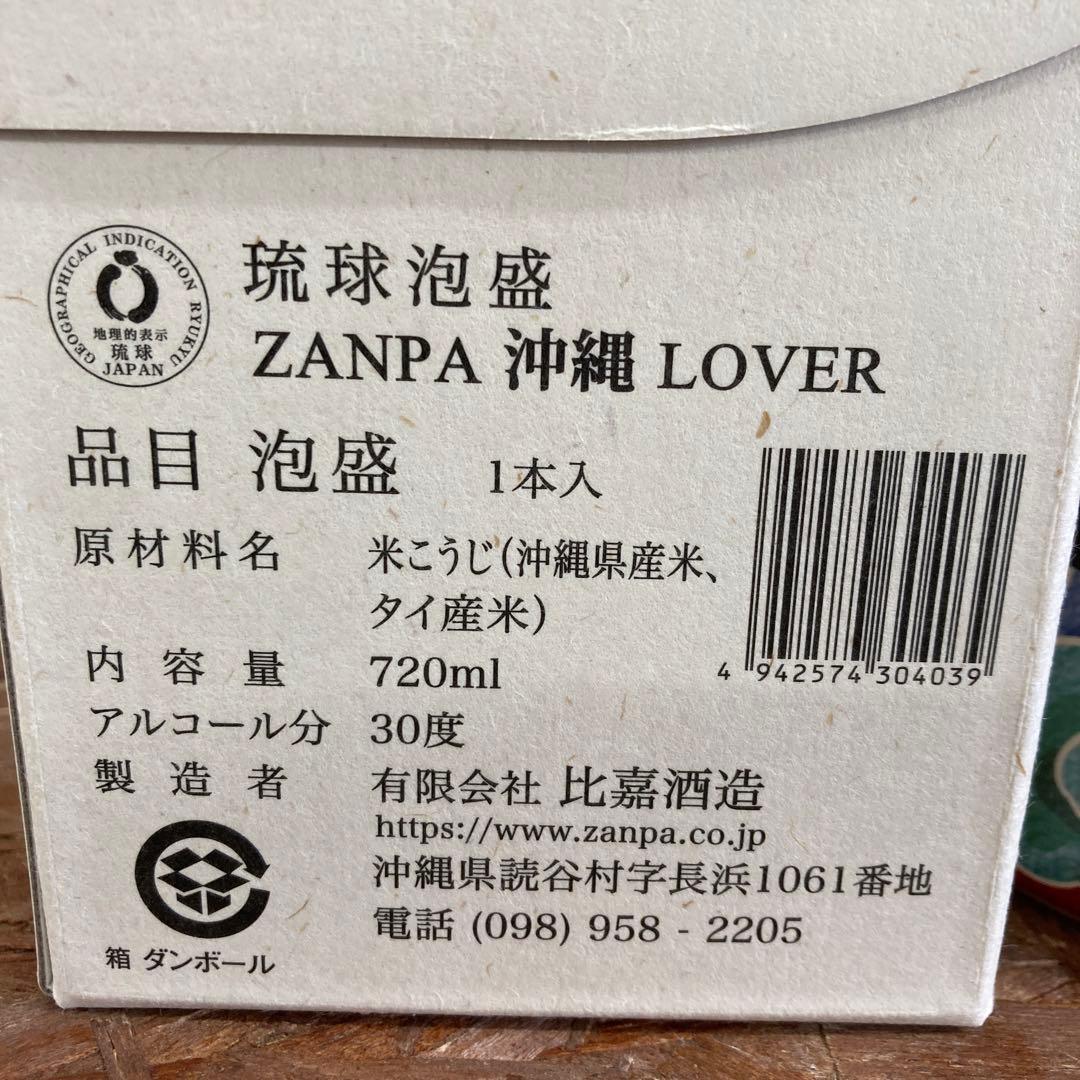 GEOGRAPHICAL INDICATION RYUKYU
地理的表示
琉球
JAPAN
琉球泡盛
ZANPA 沖縄 LOVER
品目 泡盛 1本入
原材料名 米こうじ(沖縄県産米、
タイ産米)
内容量 720ml
アルコール分 30度
製造者 有限会社 比嘉酒造
https://www.zanpa.co.jp
沖縄県読谷村字長浜1061番地
電話 (098) 958 - 2205
4 942574 304039
箱 ダンボール